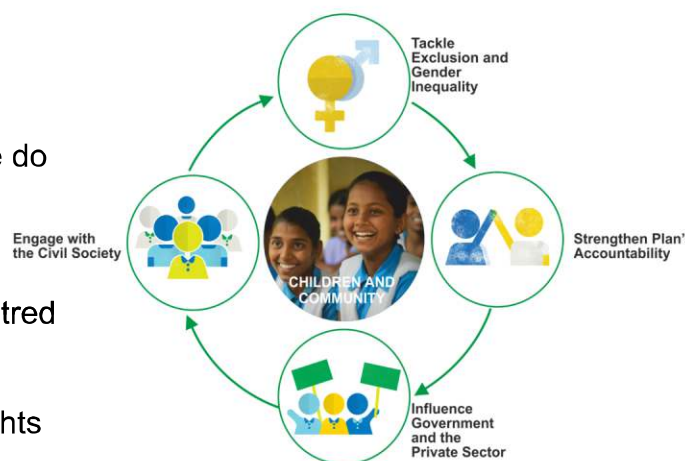 Tackle
Exclusion and
Gender
Inequality
e do
Engage with
the Civil Society
CHILDREN AND
COMMUNITY
Strengthen Plan'
Accountability
tred
hts
Influence
Government
and the
Private Sector